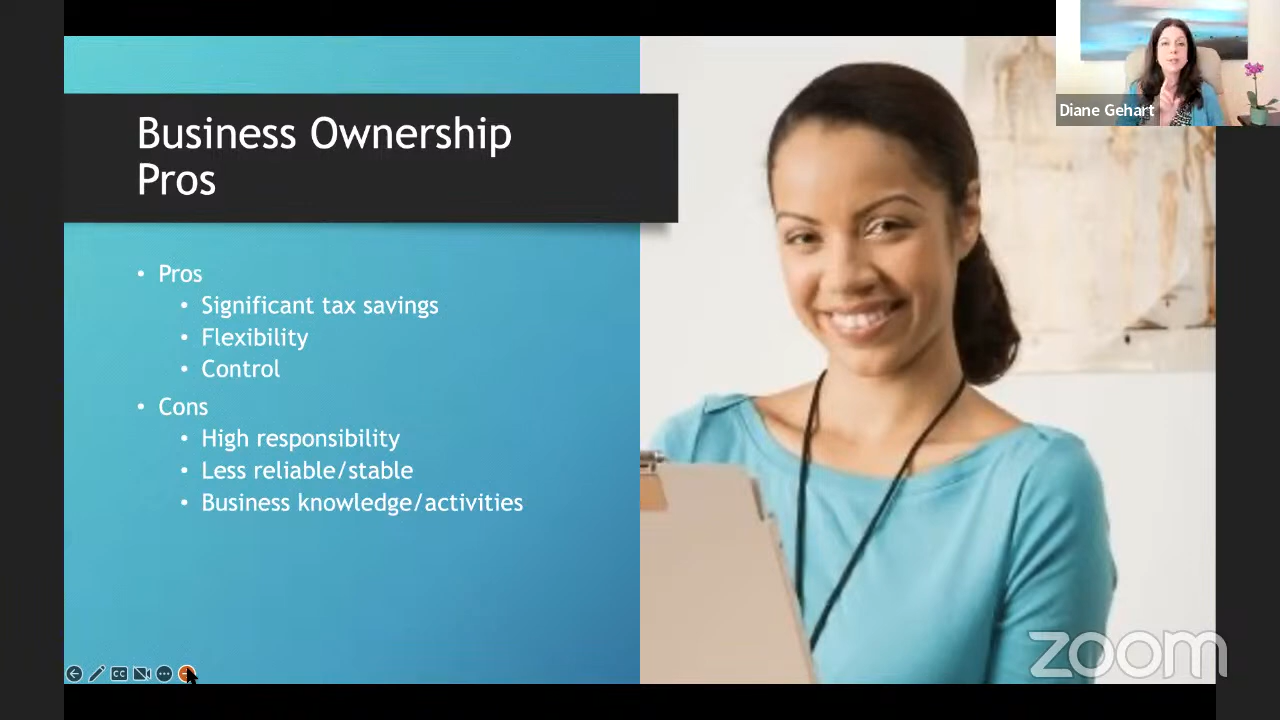 Diane Gehart
Business Ownership
Pros
• Pros
• Significant tax savings
• Flexibility
• Control
• Cons
• High responsibility
• Less reliable/stable
• Business knowledge/activities
CC
zoom